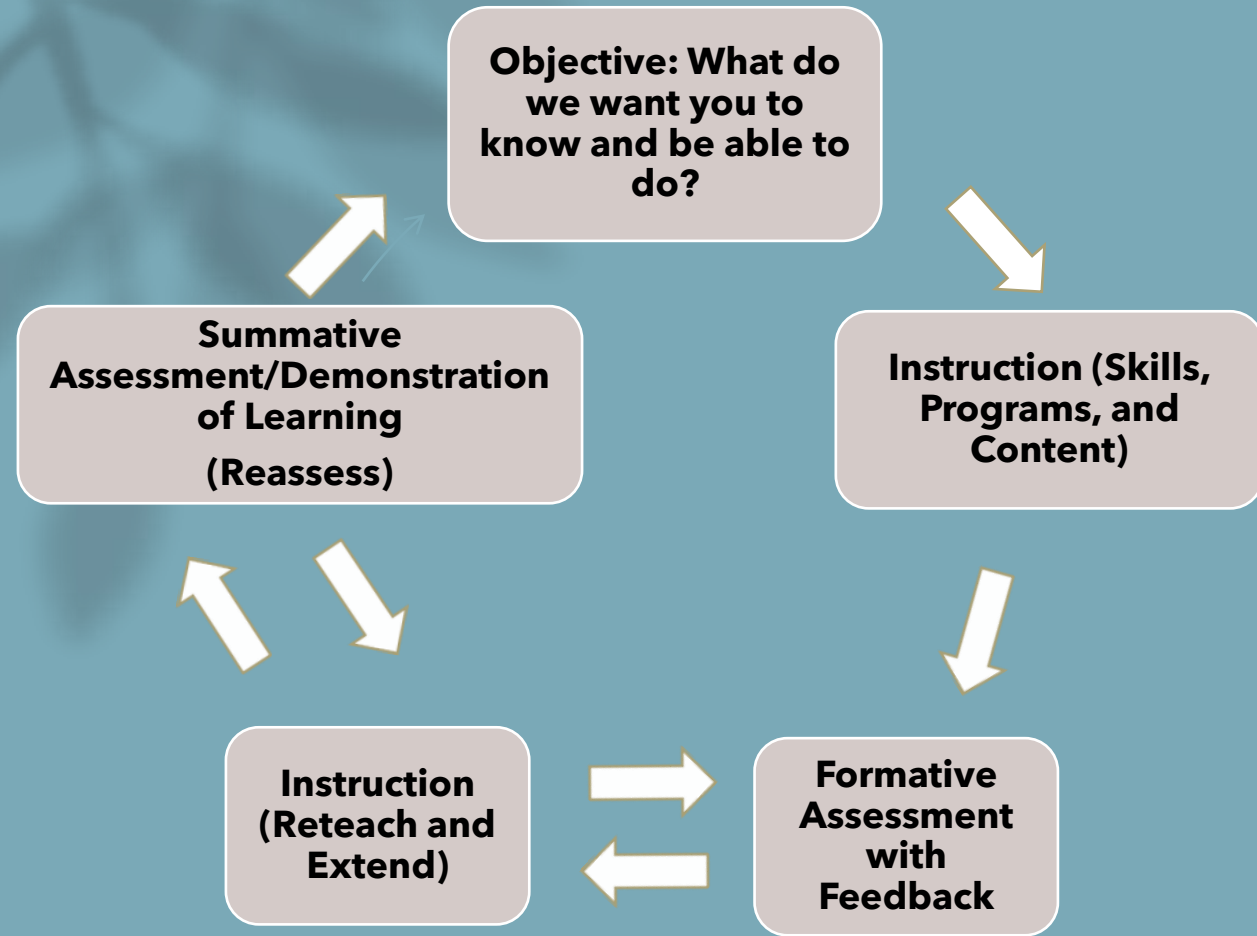 Objective: What do
we want you to
know and be able to
do?
Summative
Assessment/Demonstration
of Learning
(Reassess)
Instruction (Skills,
Programs, and
Content)
Instruction
(Reteach and
Extend)
Formative
Assessment
with
Feedback